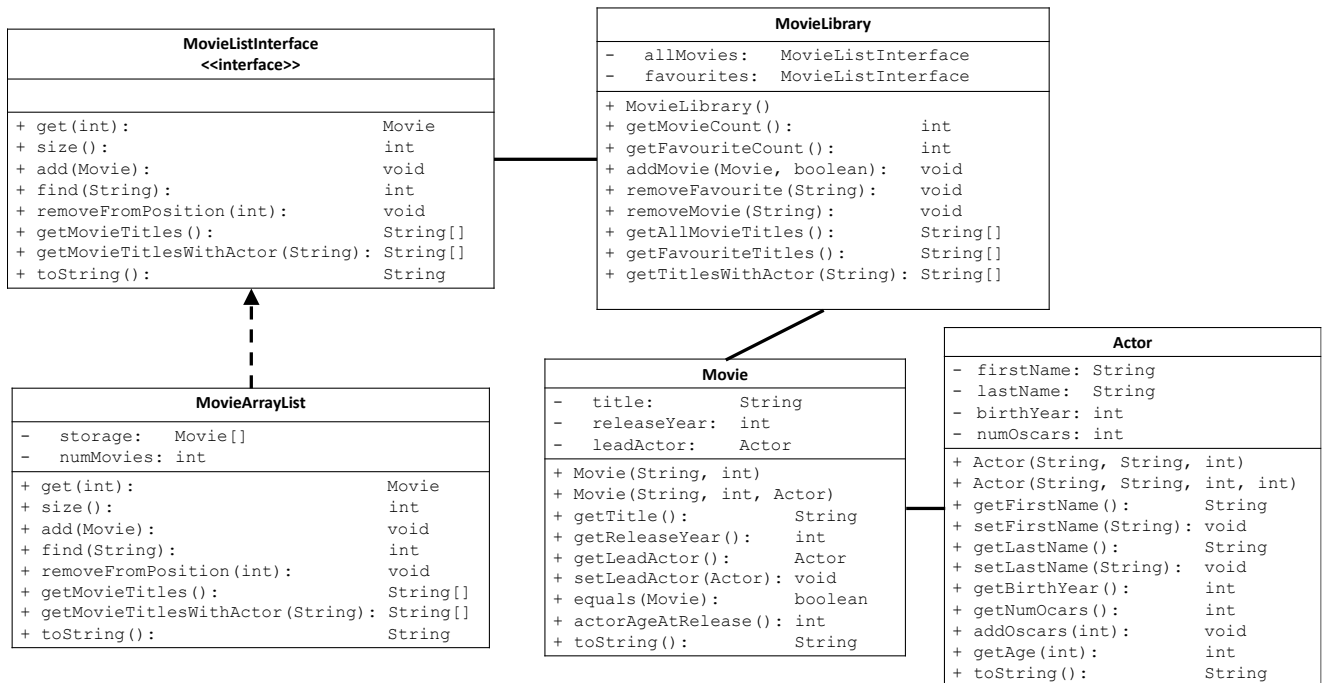 MovieListInterface
<<interface>>
+ get(int): Movie
+ size(): int
+ add(Movie): void
+ find(String): int
+ removeFromPosition(int): void
+ getMovieTitles(): String[]
+ getMovieTitlesWithActor(String): String[]
+ toString(): String
MovieLibrary
- allMovies: MovieListInterface
- favourites: MovieListInterface
+ MovieLibrary()
+ getMovieCount(): int
+ getFavouriteCount(): int
+ addMovie(Movie, boolean): void
+ removeFavourite(String): void
+ removeMovie(String): void
+ getAllMovieTitles(): String[]
+ getFavouriteTitles(): String[]
+ getTitlesWithActor(String): String[]
MovieArrayList
- storage: Movie[]
- numMovies: int
+ get(int): Movie
+ size(): int
+ add(Movie): void
+ find(String): int
+ removeFromPosition(int): void
+ getMovieTitles(): String[]
+ getMovieTitlesWithActor(String): String[]
+ toString(): String
Movie
- title: String
- releaseYear: int
- leadActor: Actor
+ Movie(String, int)
+ Movie(String, int, Actor)
+ getTitle(): String
+ getReleaseYear(): int
+ getLeadActor(): Actor
+ setLeadActor(Actor): void
+ equals(Movie): boolean
+ actorAgeAtRelease(): int
+ toString(): String
Actor
- firstName: String
- lastName: String
- birthYear: int
- numOscars: int
+ Actor(String, String, int)
+ Actor(String, String, int, int)
+ getFirstName(): String
+ setFirstName(String): void
+ getLastName(): String
+ setLastName(String): void
+ getBirthYear(): int
+ getNumOcars(): int
+ addOscars(int): void
+ getAge(int): int
+ toString(): String